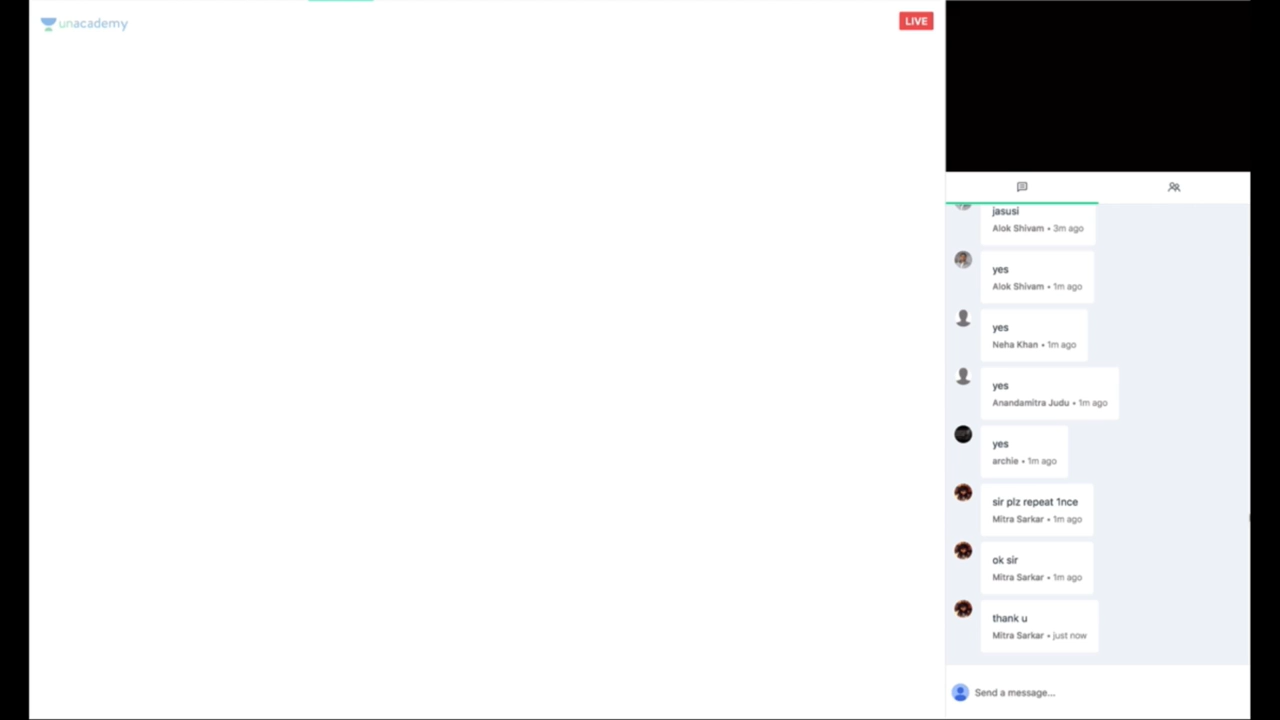 unacademy
LIVE
jasusi
Alok Shivam • 3m ago
yes
Alok Shivam • 1m ago
yes
Neha Khan • 1m ago
yes
Anandamitra Judu • 1m ago
yes
archie • 1m ago
sir plz repeat 1nce
Mitra Sarkar • 1m ago
ok sir
Mitra Sarkar • 1m ago
thank u
Mitra Sarkar • just now
Send a message...